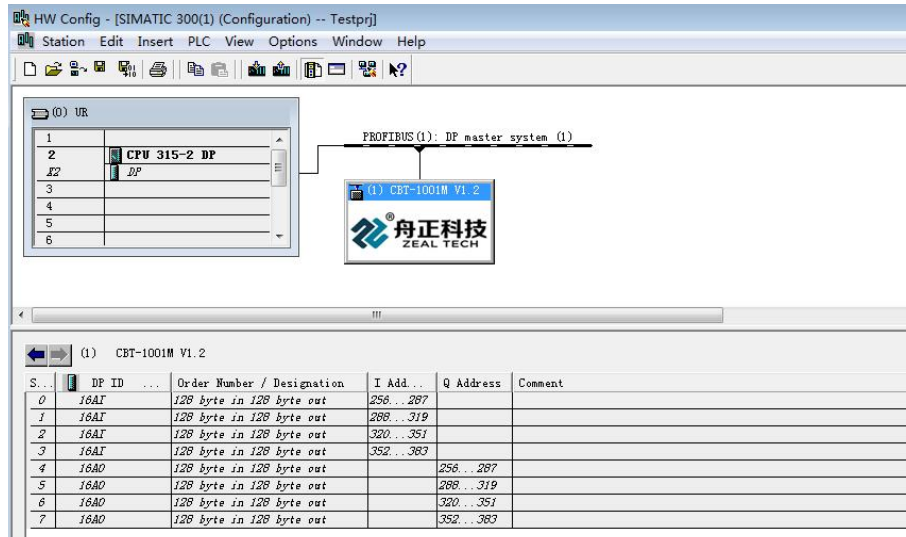 HW Config - [SIMATIC 300(1) (Configuration) -- Testprj]
Station Edit Insert PLC View Options Window Help
(0) UR
1
2 CPU 315-2 DP
E2 DP
3
4
5
6
PROFIBUS(1): DP master system (1)
(1) CBT-1001M V1.2
®
舟正科技
ZEAL TECH
(1) CBT-1001M V1.2
S... DP ID ... Order Number / Designation I Add... Q Address Comment
0 16AI 128 byte in 128 byte out 256...287
1 16AI 128 byte in 128 byte out 288...319
2 16AI 128 byte in 128 byte out 320...351
3 16AI 128 byte in 128 byte out 352...383
4 16AO 128 byte in 128 byte out 256...287
5 16AO 128 byte in 128 byte out 288...319
6 16AO 128 byte in 128 byte out 320...351
7 16AO 128 byte in 128 byte out 352...383